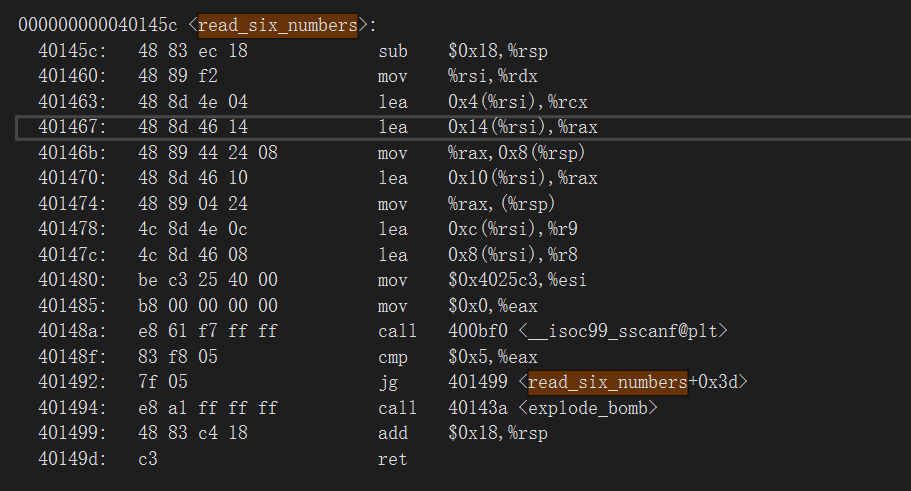 000000000040145c <read_six_numbers>:
40145c: 48 83 ec 18 sub $0x18,%rsp
401460: 48 89 f2 mov %rsi,%rdx
401463: 48 8d 4e 04 lea 0x4(%rsi),%rcx
401467: 48 8d 46 14 lea 0x14(%rsi),%rax
40146b: 48 89 44 24 08 mov %rax,0x8(%rsp)
401470: 48 8d 46 10 lea 0x10(%rsi),%rax
401474: 48 89 04 24 mov %rax,(%rsp)
401478: 4c 8d 4e 0c lea 0xc(%rsi),%r9
40147c: 4c 8d 46 08 lea 0x8(%rsi),%r8
401480: be c3 25 40 00 mov $0x4025c3,%esi
401485: b8 00 00 00 00 mov $0x0,%eax
40148a: e8 61 f7 ff ff call 400bf0 <__isoc99_sscanf@plt>
40148f: 83 f8 05 cmp $0x5,%eax
401492: 7f 05 jg 401499 <read_six_numbers+0x3d>
401494: e8 a1 ff ff ff call 40143a <explode_bomb>
401499: 48 83 c4 18 add $0x18,%rsp
40149d: c3 ret